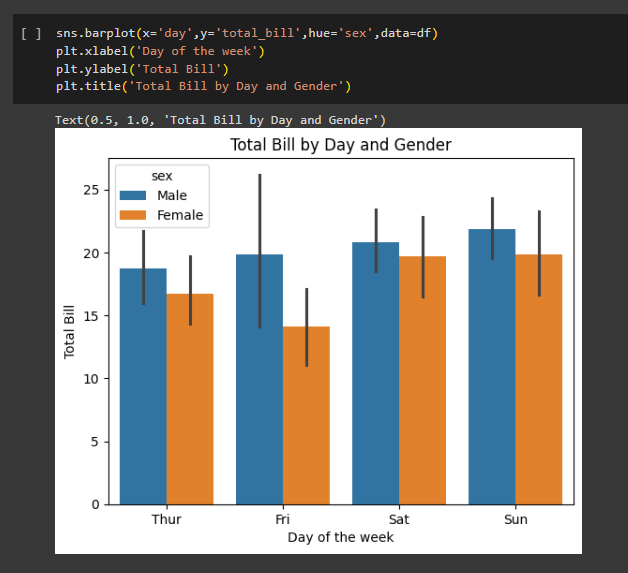 [ ] sns.barplot(x='day',y='total_bill',hue='sex',data=df)
plt.xlabel('Day of the week')
plt.ylabel('Total Bill')
plt.title('Total Bill by Day and Gender')
Text(0.5, 1.0, 'Total Bill by Day and Gender')
Total Bill by Day and Gender
sex
Male
Female
25
20
15
10
5
0
Total Bill
Thur Fri Sat Sun
Day of the week